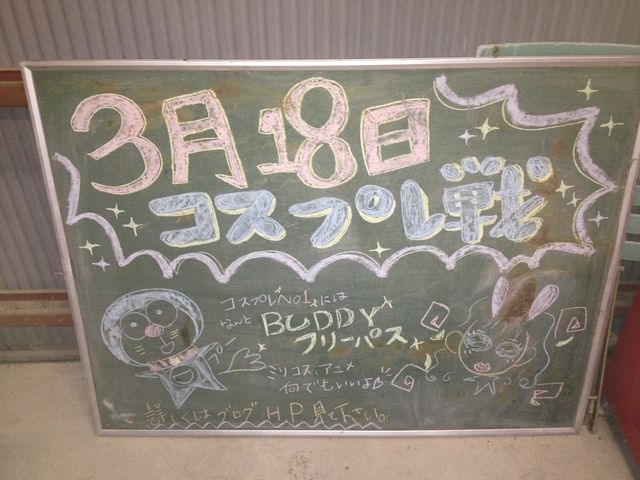 3月18日
コスプレ戦
コスプレNo1には
なんと BUDDY
フリーパス
ミリコス、アニメ
何でもいいよ
詳しくはブログ H.P 見て下さい。